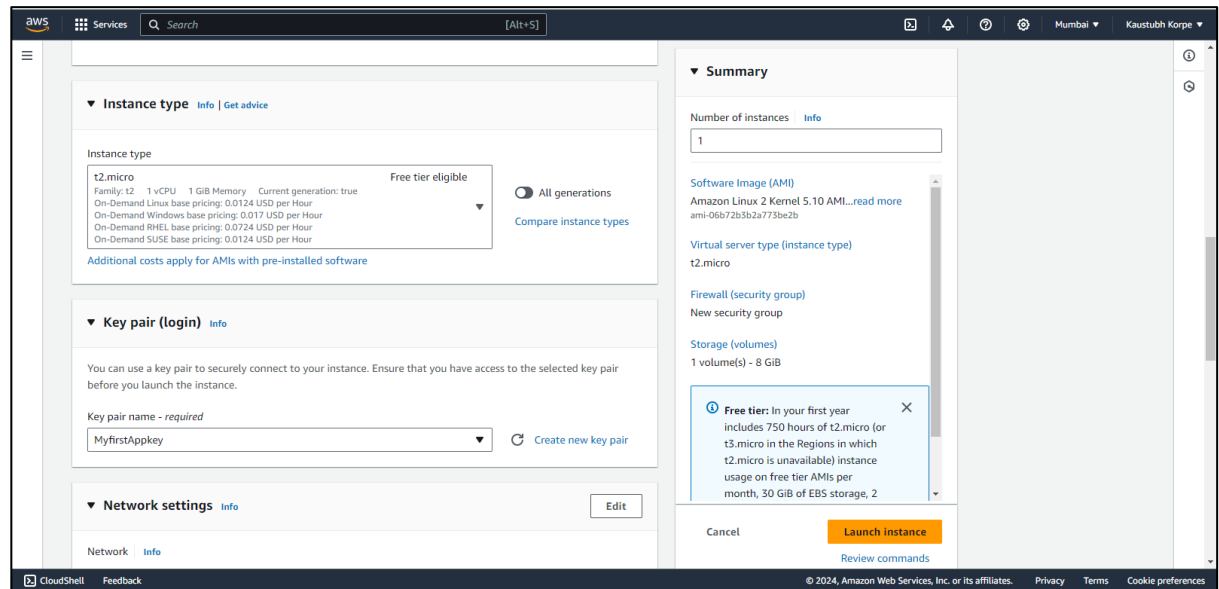 aws Services Search [Alt+S] Mumbai ▼ Kaustubh Korpe ▼
▼ Instance type Info | Get advice
Instance type
t2.micro Free tier eligible
Family: t2 1 vCPU 1 GiB Memory Current generation: true
On-Demand Linux base pricing: 0.0124 USD per Hour
On-Demand Windows base pricing: 0.017 USD per Hour
On-Demand RHEL base pricing: 0.0724 USD per Hour
On-Demand SUSE base pricing: 0.0124 USD per Hour
All generations
Compare instance types
Additional costs apply for AMIs with pre-installed software
▼ Key pair (login) Info
You can use a key pair to securely connect to your instance. Ensure that you have access to the selected key pair
before you launch the instance.
Key pair name - required
MyfirstAppkey
Create new key pair
▼ Network settings Info
Edit
Network Info
▼ Summary
Number of instances Info
1
Software Image (AMI)
Amazon Linux 2 Kernel 5.10 AMI...read more
ami-06b72b3b2a773be2b
Virtual server type (instance type)
t2.micro
Firewall (security group)
New security group
Storage (volumes)
1 volume(s) - 8 GiB
Free tier: In your first year
includes 750 hours of t2.micro (or
t3.micro in the Regions in which
t2.micro is unavailable) instance
usage on free tier AMIs per
month, 30 GiB of EBS storage, 2
Cancel Launch instance
Review commands
CloudShell Feedback © 2024, Amazon Web Services, Inc. or its affiliates. Privacy Terms Cookie preferences